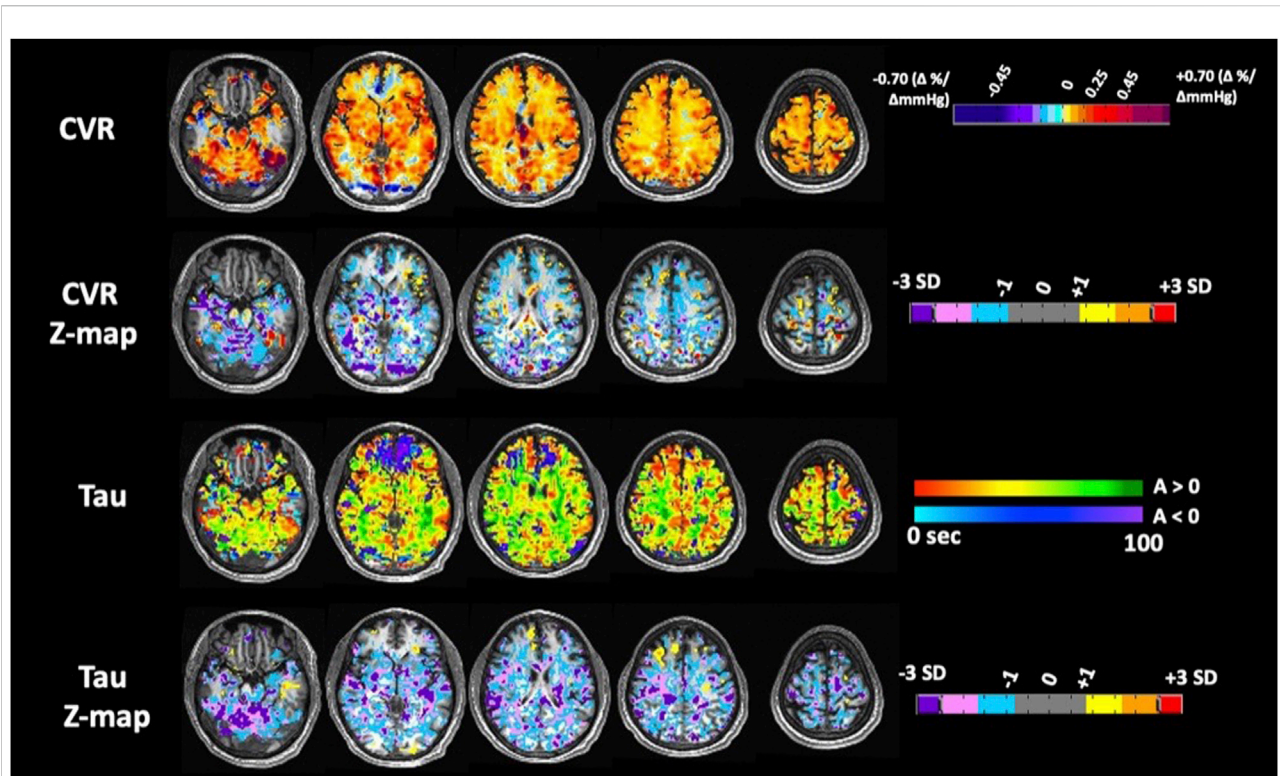 CVR
-0.70 (Δ %/
ΔmmHg)
-0.45
0
0.25
0.45
+0.70 (Δ %/
ΔmmHg)
CVR
Z-map
-3 SD
-1
0
+1
+3 SD
Tau
A > 0
A < 0
0 sec
100
Tau
Z-map
-3 SD
-1
0
+1
+3 SD